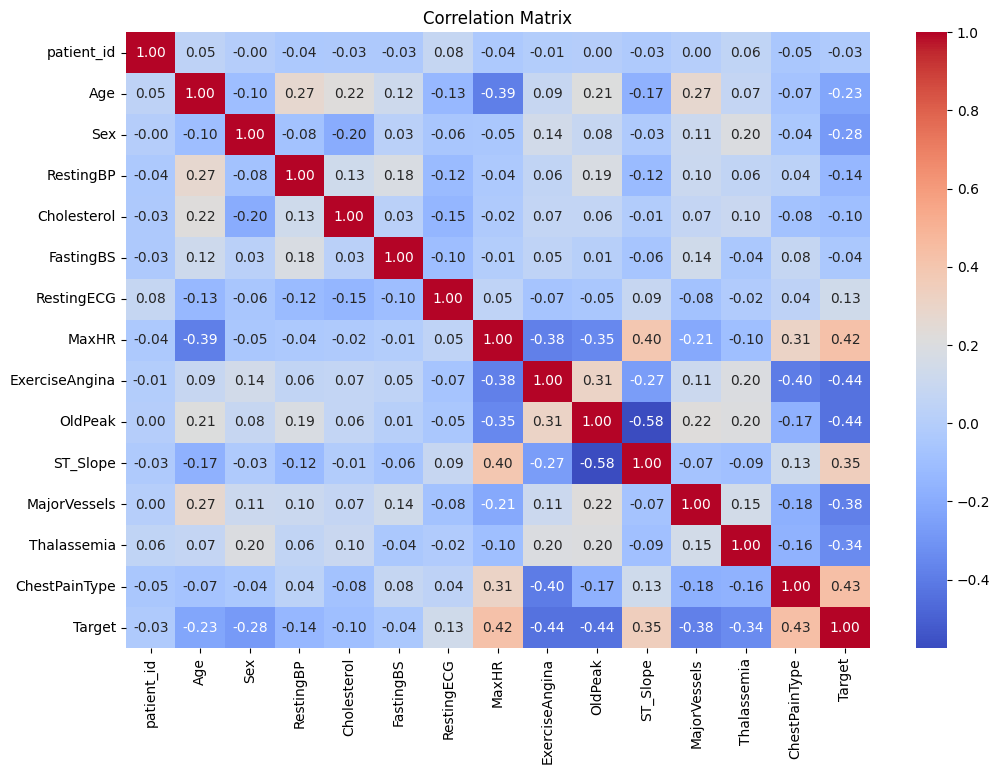 Correlation Matrix
patient_id 1.00 0.05 -0.00 -0.04 -0.03 -0.03 0.08 -0.04 -0.01 0.00 -0.03 0.00 0.06 -0.05 -0.03
Age 0.05 1.00 -0.10 0.27 0.22 0.12 -0.13 -0.39 0.09 0.21 -0.17 0.27 0.07 -0.07 -0.23
Sex -0.00 -0.10 1.00 -0.08 -0.20 0.03 -0.06 -0.05 0.14 0.08 -0.03 0.11 0.20 -0.04 -0.28
RestingBP -0.04 0.27 -0.08 1.00 0.13 0.18 -0.12 -0.04 0.06 0.19 -0.12 0.10 0.06 0.04 -0.14
Cholesterol -0.03 0.22 -0.20 0.13 1.00 0.03 -0.15 -0.02 0.07 0.06 -0.01 0.07 0.10 -0.08 -0.10
FastingBS -0.03 0.12 0.03 0.18 0.03 1.00 -0.10 -0.01 0.05 0.01 -0.06 0.14 -0.04 0.08 -0.04
RestingECG 0.08 -0.13 -0.06 -0.12 -0.15 -0.10 1.00 0.05 -0.07 -0.05 0.09 -0.08 -0.02 0.04 0.13
MaxHR -0.04 -0.39 -0.05 -0.04 -0.02 -0.01 0.05 1.00 -0.38 -0.35 0.40 -0.21 -0.10 0.31 0.42
ExerciseAngina -0.01 0.09 0.14 0.06 0.07 0.05 -0.07 -0.38 1.00 0.31 -0.27 0.11 0.20 -0.40 -0.44
OldPeak 0.00 0.21 0.08 0.19 0.06 0.01 -0.05 -0.35 0.31 1.00 -0.58 0.22 0.20 -0.17 -0.44
ST_Slope -0.03 -0.17 -0.03 -0.12 -0.01 -0.06 0.09 0.40 -0.27 -0.58 1.00 -0.07 -0.09 0.13 0.35
MajorVessels 0.00 0.27 0.11 0.10 0.07 0.14 -0.08 -0.21 0.11 0.22 -0.07 1.00 0.15 -0.18 -0.38
Thalassemia 0.06 0.07 0.20 0.06 0.10 -0.04 -0.02 -0.10 0.20 0.20 -0.09 0.15 1.00 -0.16 -0.34
ChestPainType -0.05 -0.07 -0.04 0.04 -0.08 0.08 0.04 0.31 -0.40 -0.17 0.13 -0.18 -0.16 1.00 0.43
Target -0.03 -0.23 -0.28 -0.14 -0.10 -0.04 0.13 0.42 -0.44 -0.44 0.35 -0.38 -0.34 0.43 1.00
patient_id Age Sex RestingBP Cholesterol FastingBS RestingECG MaxHR ExerciseAngina OldPeak ST_Slope MajorVessels Thalassemia ChestPainType Target
1.0
0.8
0.6
0.4
0.2
0.0
−0.2
−0.4